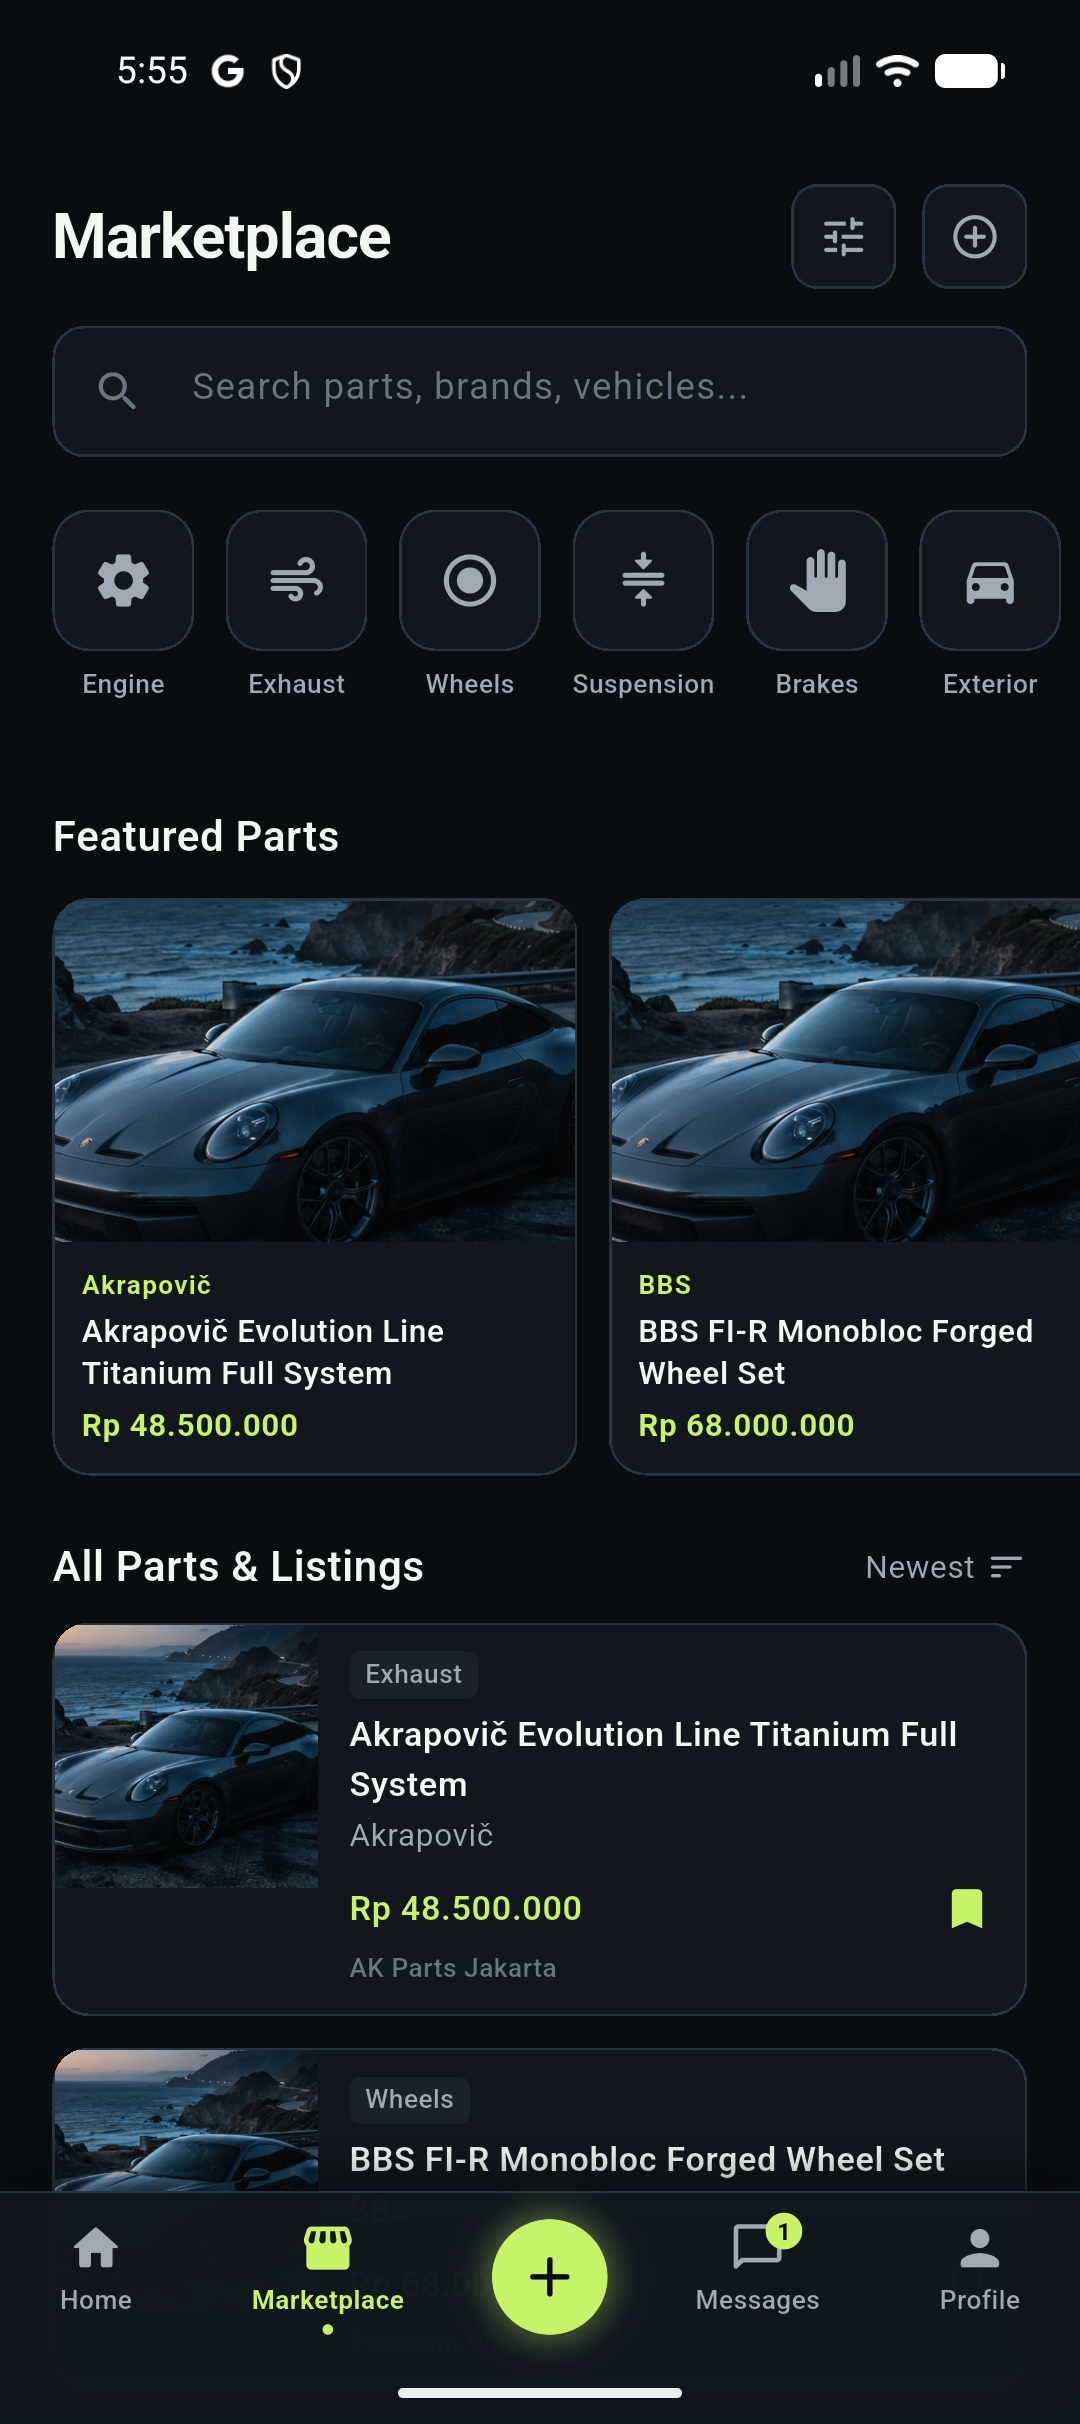 5:55
Marketplace
Search parts, brands, vehicles...
Engine
Exhaust
Wheels
Suspension
Brakes
Exterior
Featured Parts
Akrapovič
Akrapovič Evolution Line
Titanium Full System
Rp 48.500.000
BBS
BBS FI-R Monobloc Forged
Wheel Set
Rp 68.000.000
All Parts & Listings
Newest
Exhaust
Akrapovič Evolution Line Titanium Full
System
Akrapovič
Rp 48.500.000
AK Parts Jakarta
Wheels
BBS FI-R Monobloc Forged Wheel Set
Home
Marketplace
1
Messages
Profile